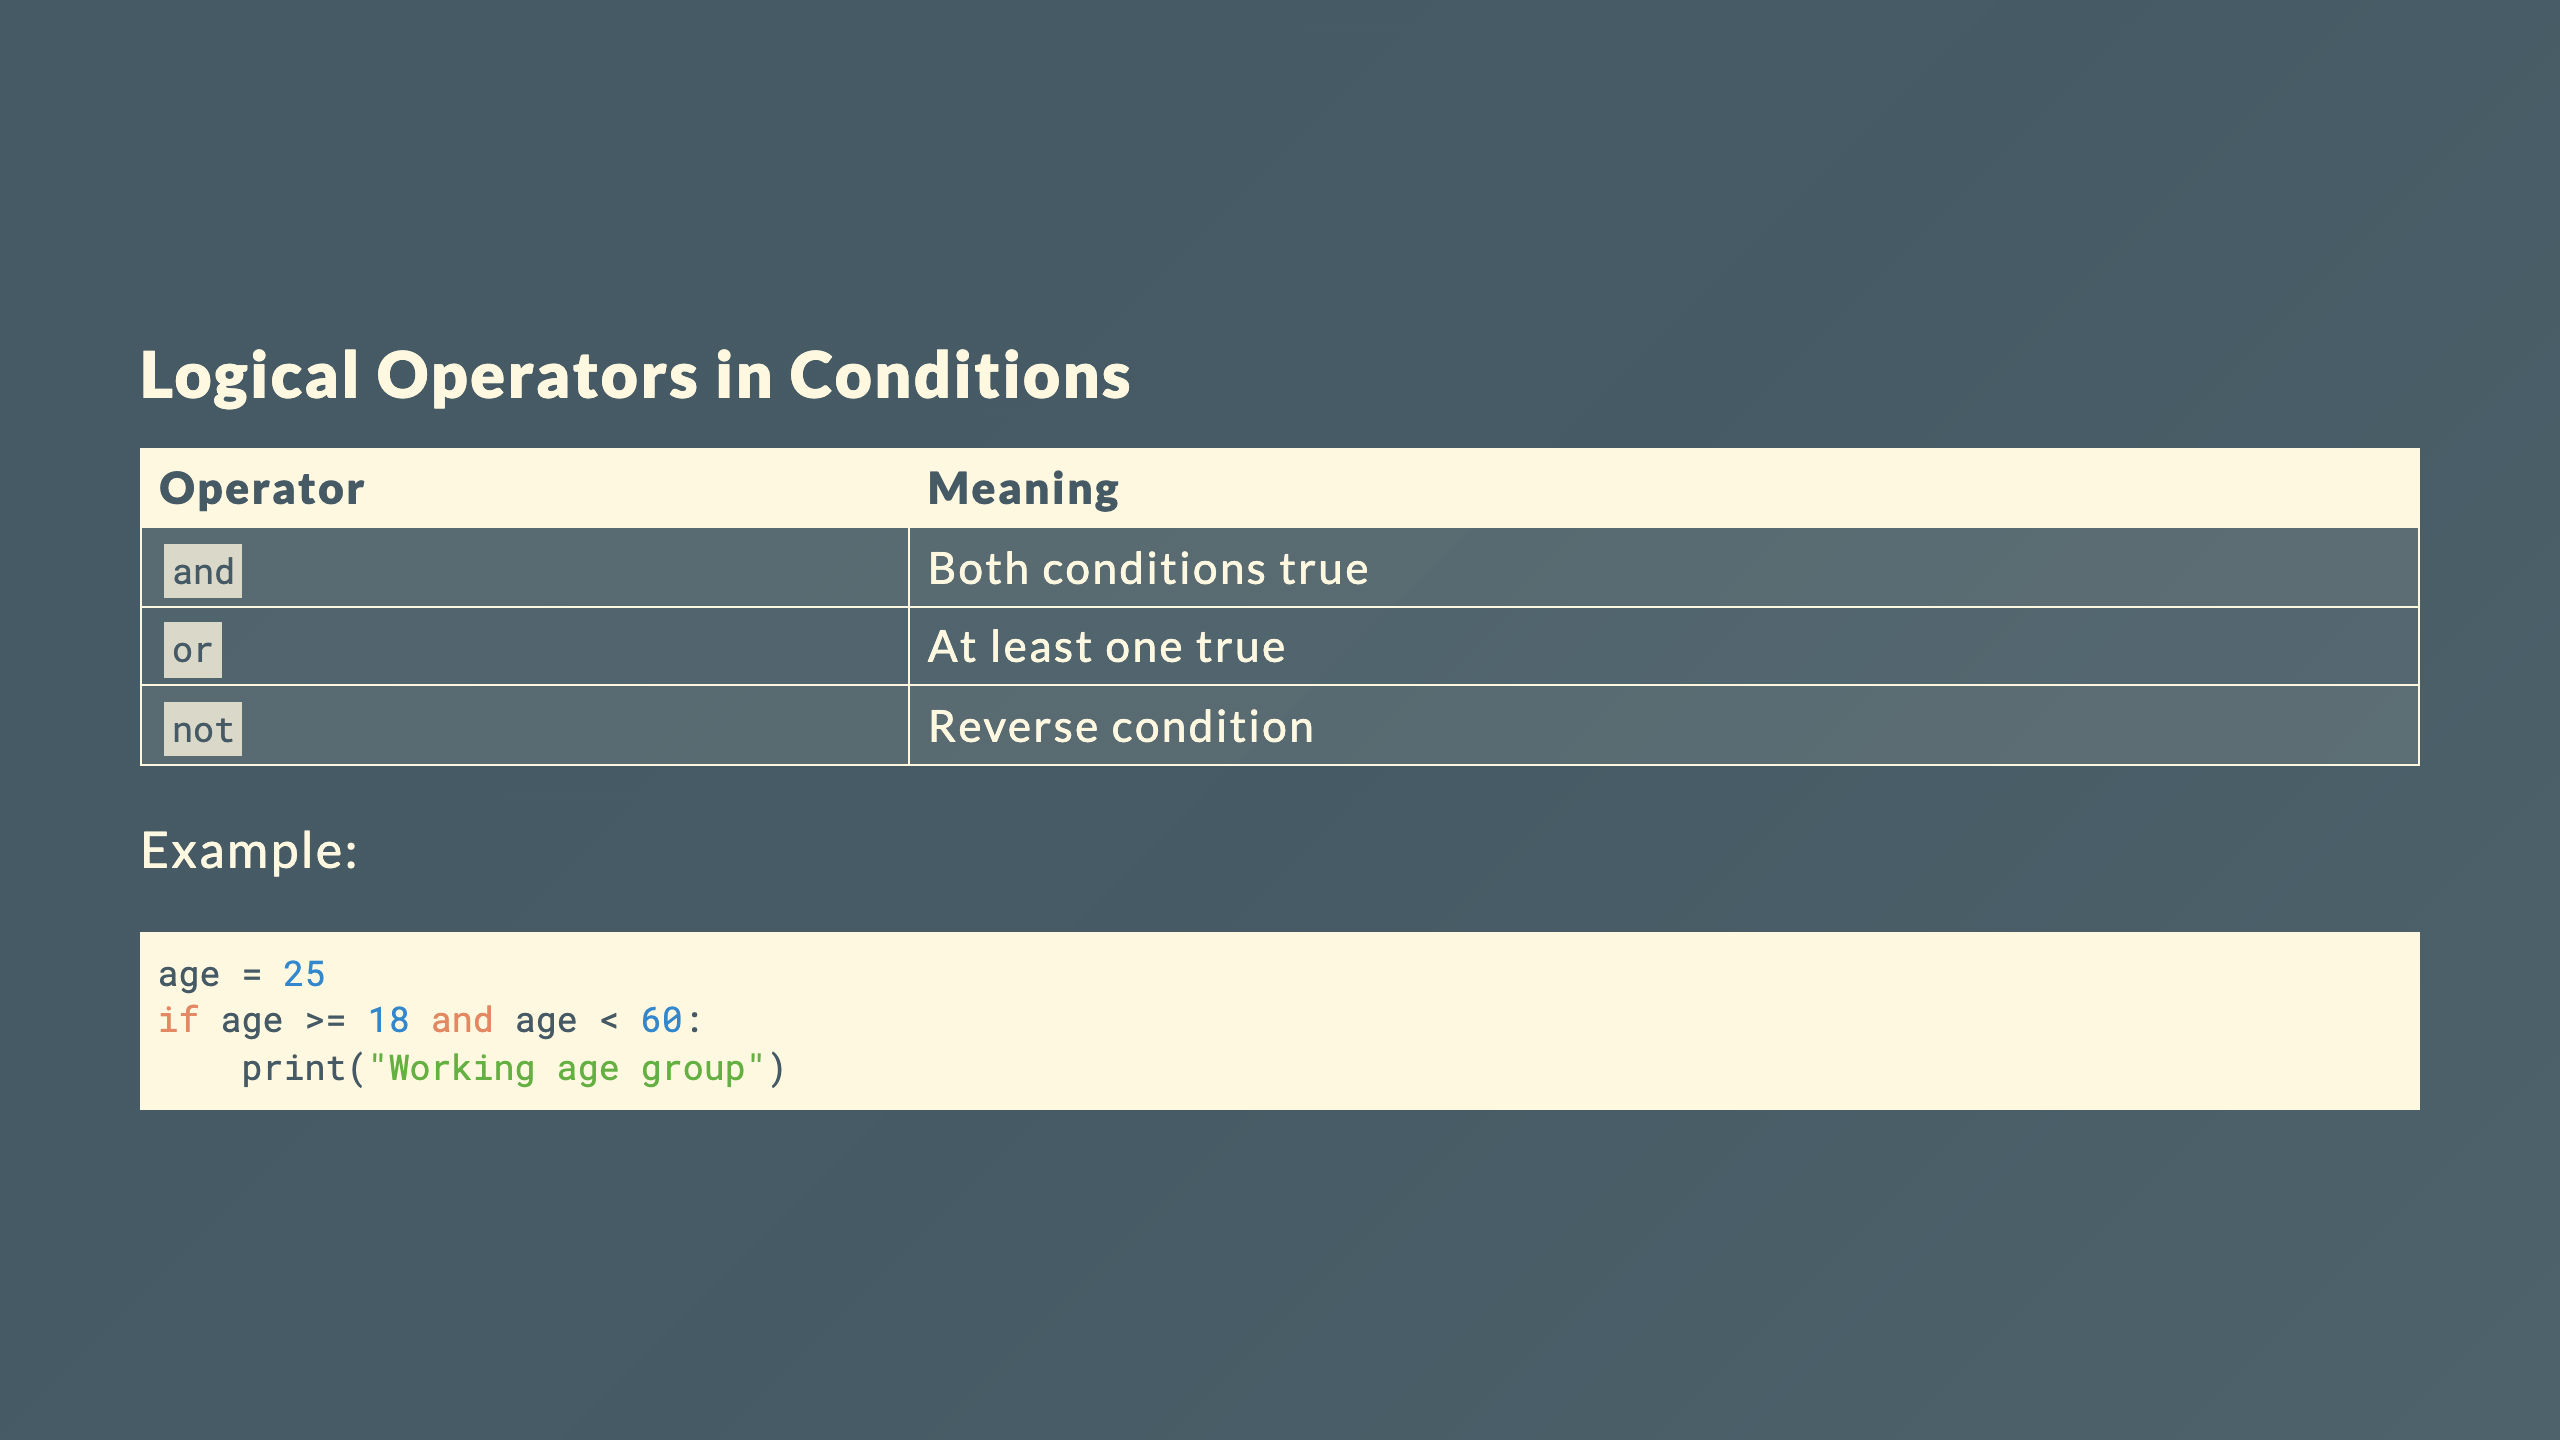 Logical Operators in Conditions
Operator Meaning
and Both conditions true
or At least one true
not Reverse condition
Example:
age = 25
if age >= 18 and age < 60:
    print("Working age group")